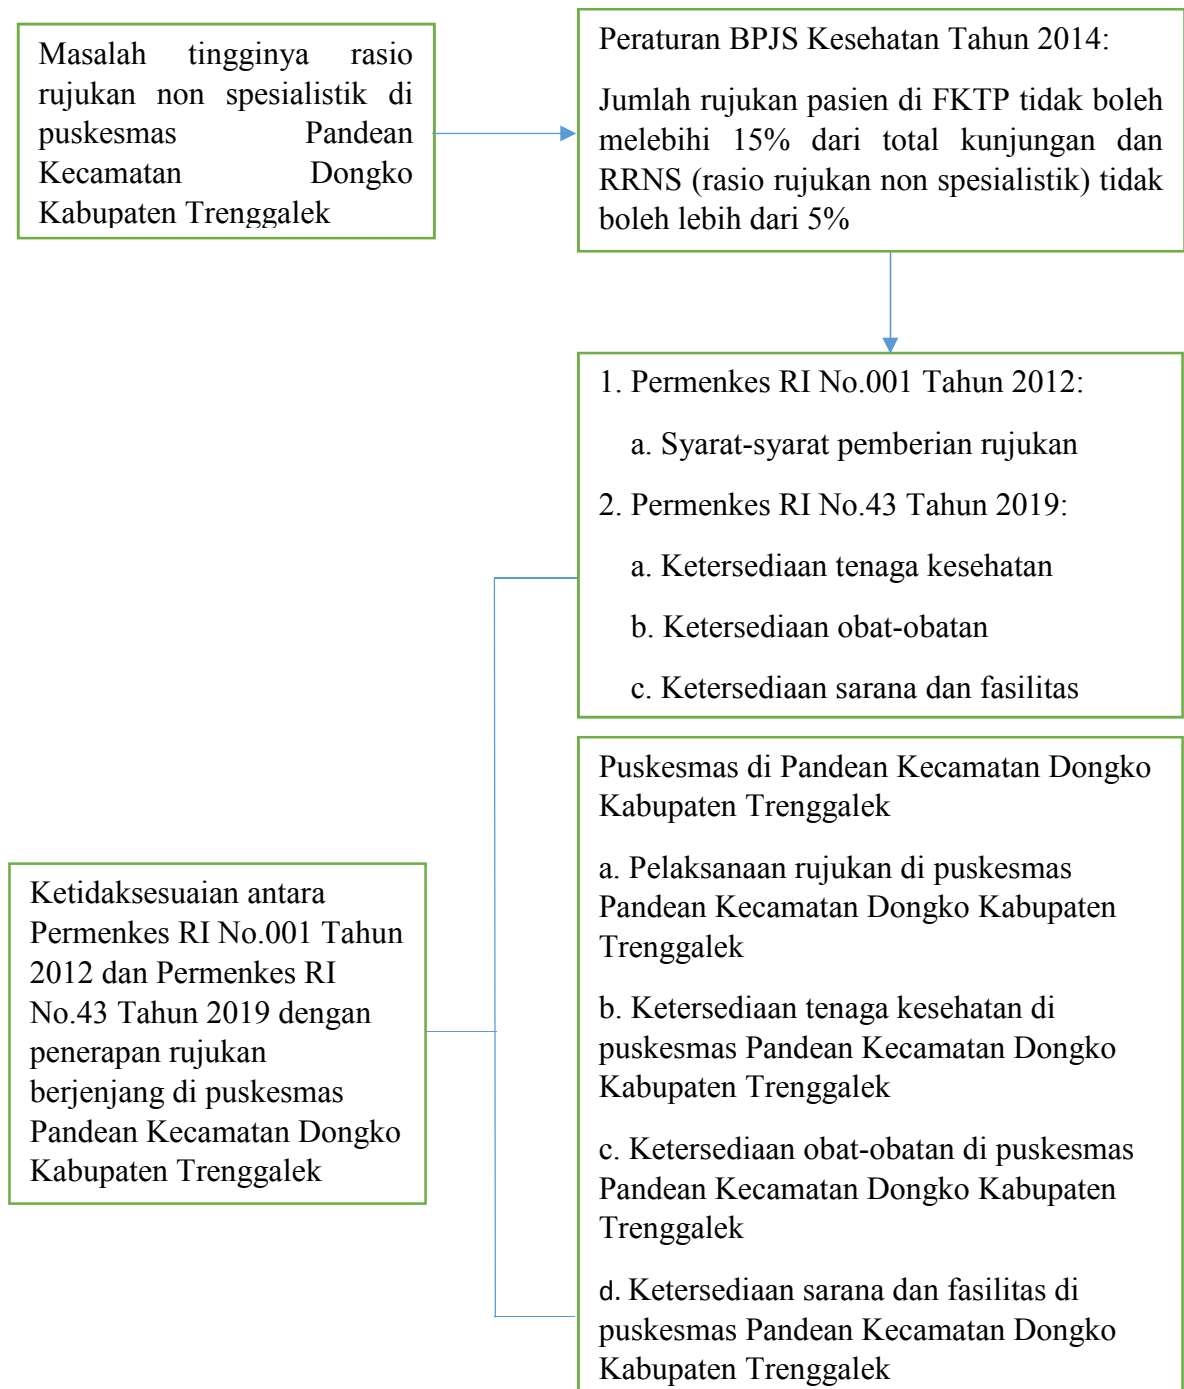 Masalah tingginya rasio
rujukan non spesialistik di
puskesmas Pandean
Kecamatan Dongko
Kabupaten Trenggalek
Peraturan BPJS Kesehatan Tahun 2014:
Jumlah rujukan pasien di FKTP tidak boleh
melebihi 15% dari total kunjungan dan
RRNS (rasio rujukan non spesialistik) tidak
boleh lebih dari 5%
1. Permenkes RI No.001 Tahun 2012:
a. Syarat-syarat pemberian rujukan
2. Permenkes RI No.43 Tahun 2019:
a. Ketersediaan tenaga kesehatan
b. Ketersediaan obat-obatan
c. Ketersediaan sarana dan fasilitas
Puskesmas di Pandean Kecamatan Dongko
Kabupaten Trenggalek
a. Pelaksanaan rujukan di puskesmas
Pandean Kecamatan Dongko Kabupaten
Trenggalek
b. Ketersediaan tenaga kesehatan di
puskesmas Pandean Kecamatan Dongko
Kabupaten Trenggalek
c. Ketersediaan obat-obatan di puskesmas
Pandean Kecamatan Dongko Kabupaten
Trenggalek
d. Ketersediaan sarana dan fasilitas di
puskesmas Pandean Kecamatan Dongko
Kabupaten Trenggalek
Ketidaksesuaian antara
Permenkes RI No.001 Tahun
2012 dan Permenkes RI
No.43 Tahun 2019 dengan
penerapan rujukan
berjenjang di puskesmas
Pandean Kecamatan Dongko
Kabupaten Trenggalek